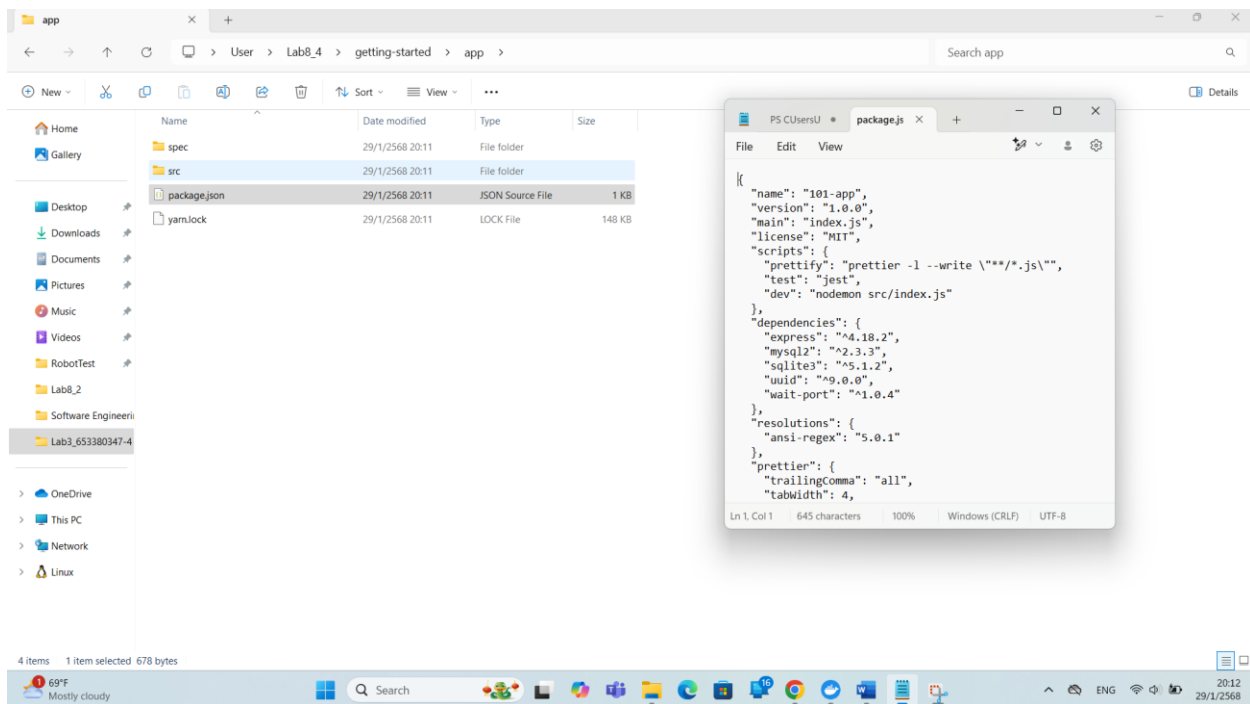 app
User > Lab8_4 > getting-started > app >
Search app
New
Sort
View
Details
Name Date modified Type Size
spec 29/1/2568 20:11 File folder
src 29/1/2568 20:11 File folder
package.json 29/1/2568 20:11 JSON Source File 1 KB
yarn.lock 29/1/2568 20:11 LOCK File 148 KB
Home
Gallery
Desktop
Downloads
Documents
Pictures
Music
Videos
RobotTest
Lab8_2
Software Engineeri
Lab3_653380347-4
OneDrive
This PC
Network
Linux
PS CUsersU
package.js
File Edit View
{
"name": "101-app",
"version": "1.0.0",
"main": "index.js",
"license": "MIT",
"scripts": {
"prettify": "prettier -l --write \"**/*.js\"",
"test": "jest",
"dev": "nodemon src/index.js"
},
"dependencies": {
"express": "^4.18.2",
"mysql2": "^2.3.3",
"sqlite3": "^5.1.2",
"uuid": "^9.0.0",
"wait-port": "^1.0.4"
},
"resolutions": {
"ansi-regex": "5.0.1"
},
"prettier": {
"trailingComma": "all",
"tabWidth": 4,
Ln 1, Col 1 645 characters 100% Windows (CRLF) UTF-8
4 items 1 item selected 678 bytes
1
69°F
Mostly cloudy
Search
16
ENG
20:12
29/1/2568